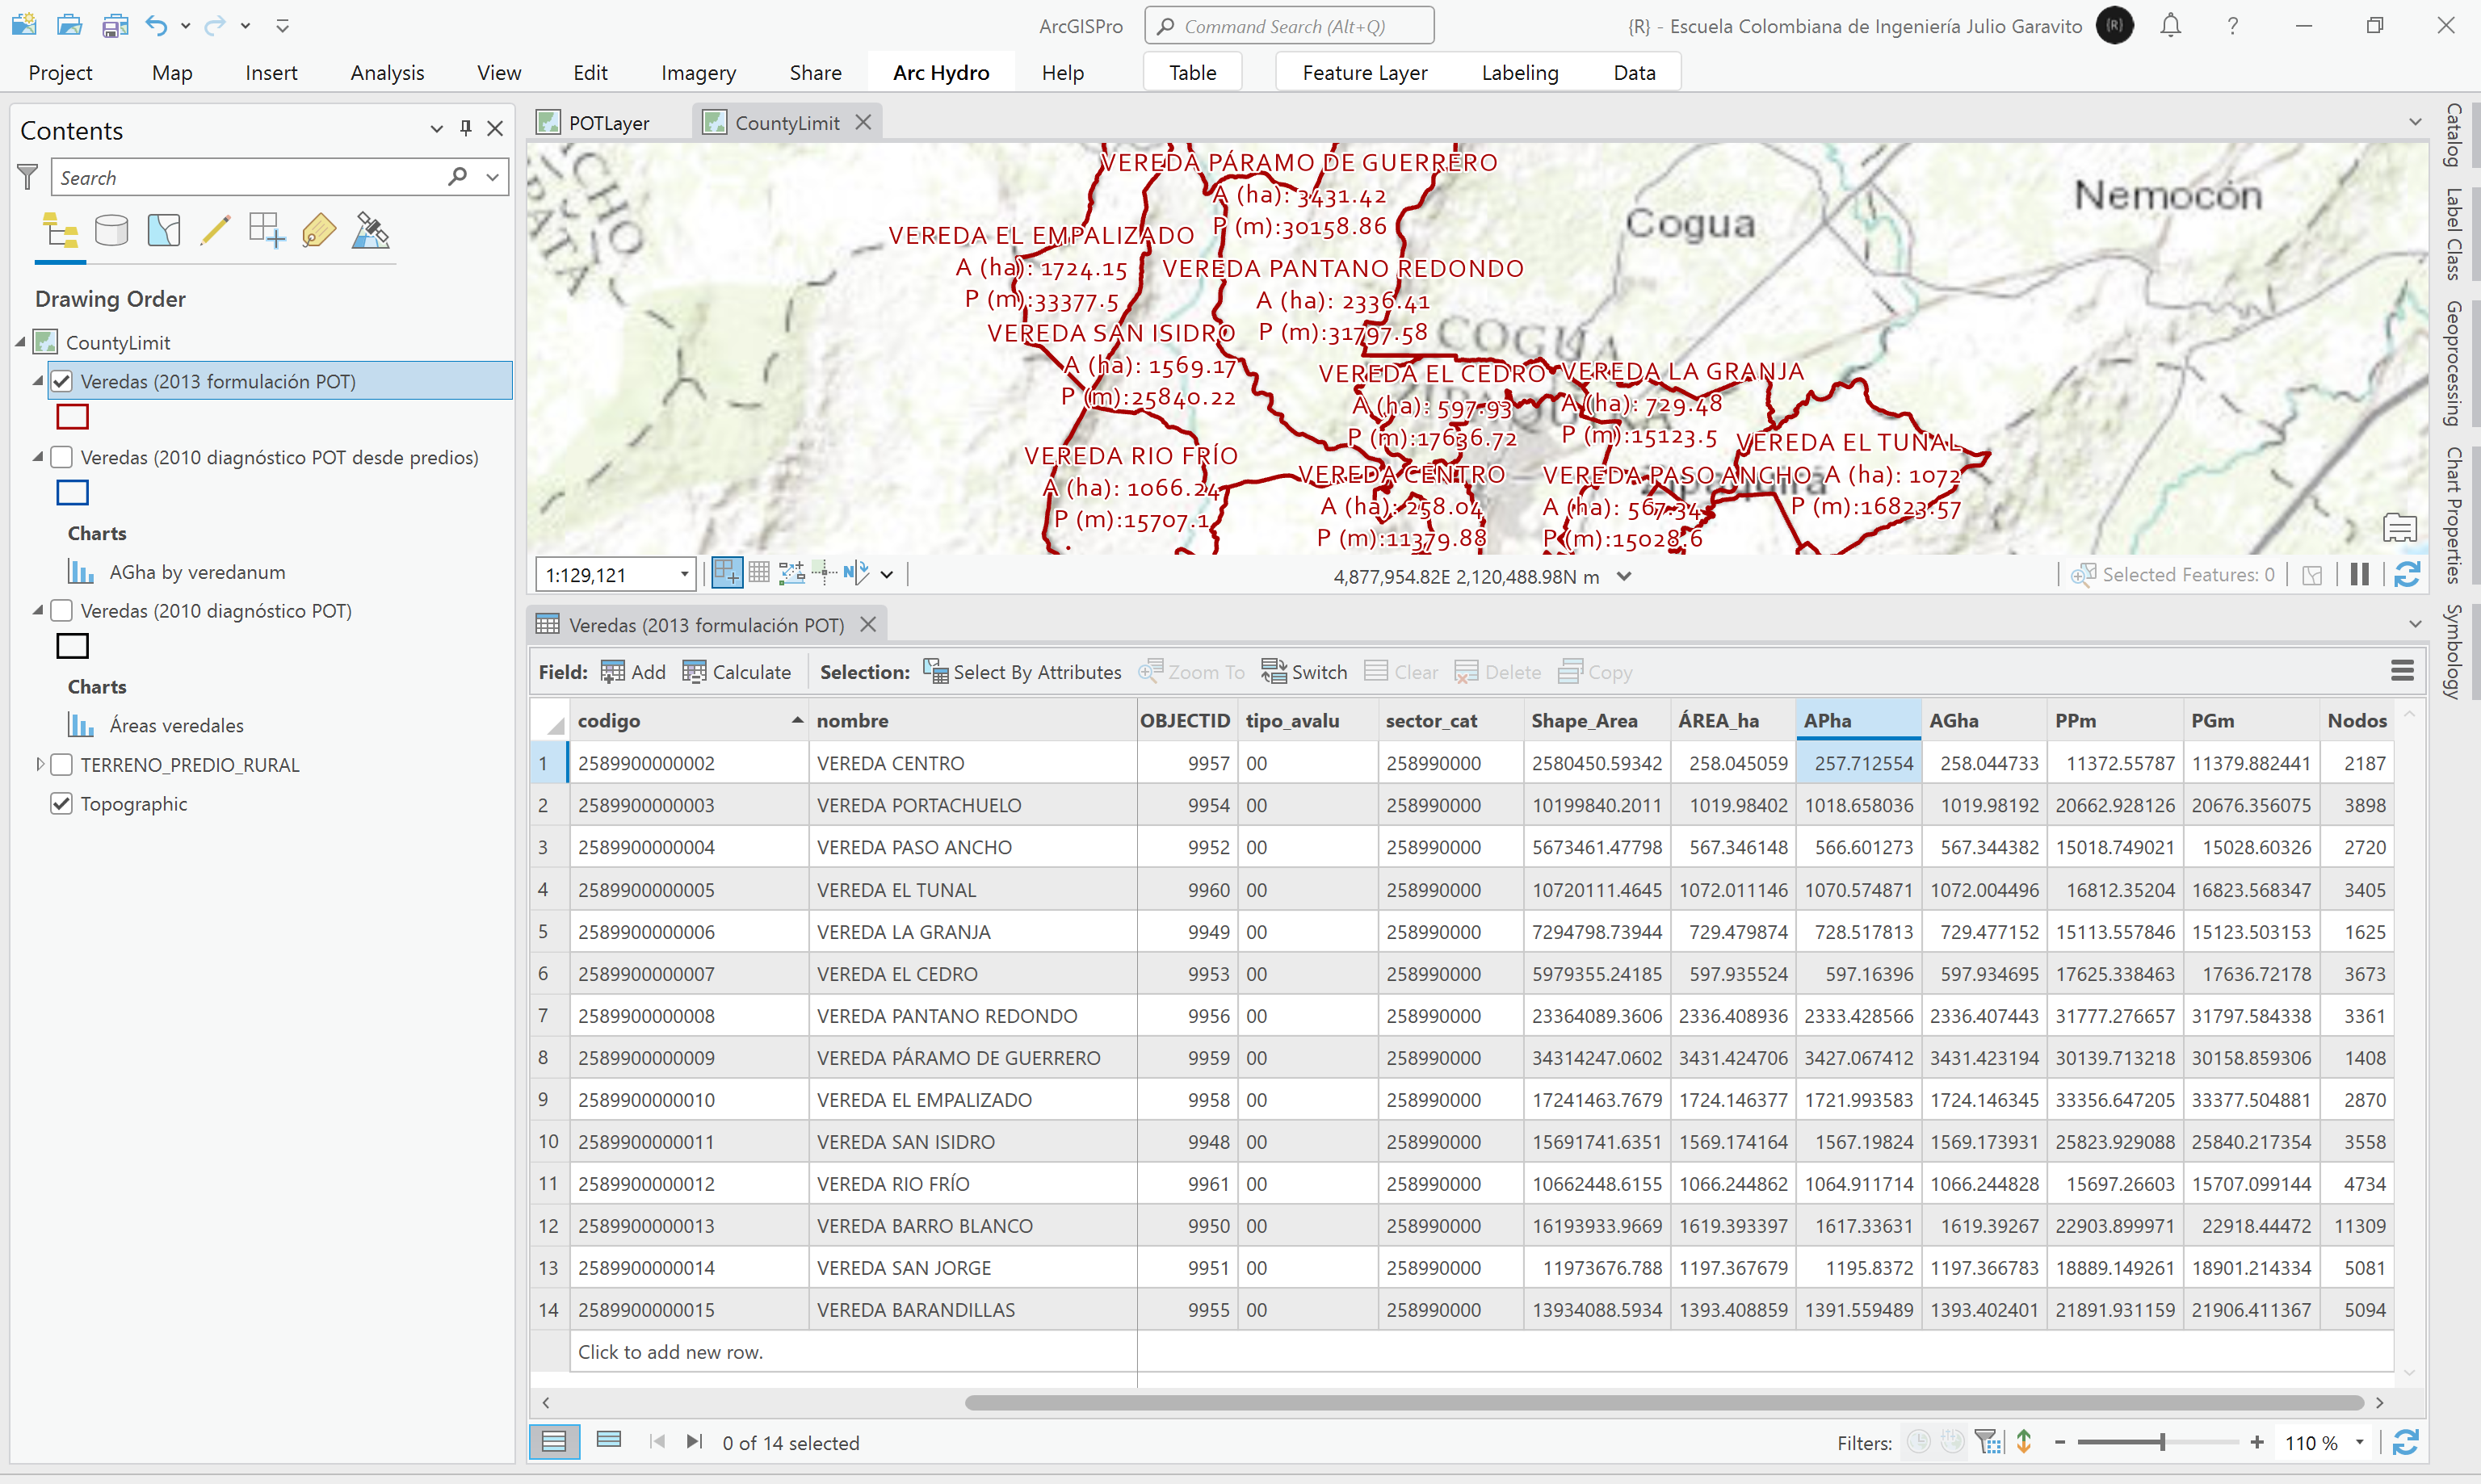 ArcGISPro
Command Search (Alt+Q)
{R} - Escuela Colombiana de Ingeniería Julio Garavito
{R}
?
Project
Map
Insert
Analysis
View
Edit
Imagery
Share
Arc Hydro
Help
Table
Feature Layer
Labeling
Data
Contents
Search
Drawing Order
CountyLimit
Veredas (2013 formulación POT)
Veredas (2010 diagnóstico POT desde predios)
Charts
AGha by veredanum
Veredas (2010 diagnóstico POT)
Charts
Áreas veredales
TERRENO_PREDIO_RURAL
Topographic
POTLayer
CountyLimit
Nemocón
Cogua
COGUA
VEREDA PÁRAMO DE GUERRERO
A (ha): 3431.42
P (m):30158.86
VEREDA EL EMPALIZADO
A (ha): 1724.15
P (m):33377.5
VEREDA PANTANO REDONDO
A (ha): 2336.41
P (m):31797.58
VEREDA SAN ISIDRO
A (ha): 1569.17
P (m):25840.22
VEREDA EL CEDRO
A (ha): 597.93
P (m):17636.72
VEREDA LA GRANJA
A (ha): 729.48
P (m):15123.5
VEREDA EL TUNAL
A (ha): 1072
P (m):16823.57
VEREDA RIO FRÍO
A (ha): 1066.24
P (m):15707.1
VEREDA CENTRO
A (ha): 258.04
P (m):11379.88
VEREDA PASO ANCHO
A (ha): 567.34
P (m):15028.6
1:129,121
4,877,954.82E 2,120,488.98N m
Selected Features: 0
Veredas (2013 formulación POT)
Field: Add Calculate Selection: Select By Attributes Zoom To Switch Clear Delete Copy
codigo nombre OBJECTID tipo_avalu sector_cat Shape_Area ÁREA_ha APha AGha PPm PGm Nodos
1 2589900000002 VEREDA CENTRO 9957 00 258990000 2580450.59342 258.045059 257.712554 258.044733 11372.55787 11379.882441 2187
2 2589900000003 VEREDA PORTACHUELO 9954 00 258990000 10199840.2011 1019.98402 1018.658036 1019.98192 20662.928126 20676.356075 3898
3 2589900000004 VEREDA PASO ANCHO 9952 00 258990000 5673461.47798 567.346148 566.601273 567.344382 15018.749021 15028.60326 2720
4 2589900000005 VEREDA EL TUNAL 9960 00 258990000 10720111.4645 1072.011146 1070.574871 1072.004496 16812.35204 16823.568347 3405
5 2589900000006 VEREDA LA GRANJA 9949 00 258990000 7294798.73944 729.479874 728.517813 729.477152 15113.557846 15123.503153 1625
6 2589900000007 VEREDA EL CEDRO 9953 00 258990000 5979355.24185 597.935524 597.16396 597.934695 17625.338463 17636.72178 3673
7 2589900000008 VEREDA PANTANO REDONDO 9956 00 258990000 23364089.3606 2336.408936 2333.428566 2336.407443 31777.276657 31797.584338 3361
8 2589900000009 VEREDA PÁRAMO DE GUERRERO 9959 00 258990000 34314247.0602 3431.424706 3427.067412 3431.423194 30139.713218 30158.859306 1408
9 2589900000010 VEREDA EL EMPALIZADO 9958 00 258990000 17241463.7679 1724.146377 1721.993583 1724.146345 33356.647205 33377.504881 2870
10 2589900000011 VEREDA SAN ISIDRO 9948 00 258990000 15691741.6351 1569.174164 1567.19824 1569.173931 25823.929088 25840.217354 3558
11 2589900000012 VEREDA RIO FRÍO 9961 00 258990000 10662448.6155 1066.244862 1064.911714 1066.244828 15697.26603 15707.099144 4734
12 2589900000013 VEREDA BARRO BLANCO 9950 00 258990000 16193933.9669 1619.393397 1617.33631 1619.39267 22903.899971 22918.44472 11309
13 2589900000014 VEREDA SAN JORGE 9951 00 258990000 11973676.788 1197.367679 1195.8372 1197.366783 18889.149261 18901.214334 5081
14 2589900000015 VEREDA BARANDILLAS 9955 00 258990000 13934088.5934 1393.408859 1391.559489 1393.402401 21891.931159 21906.411367 5094
Click to add new row.
0 of 14 selected
Filters:
110 %
Catalog
Label Class
Geoprocessing
Chart Properties
Symbology